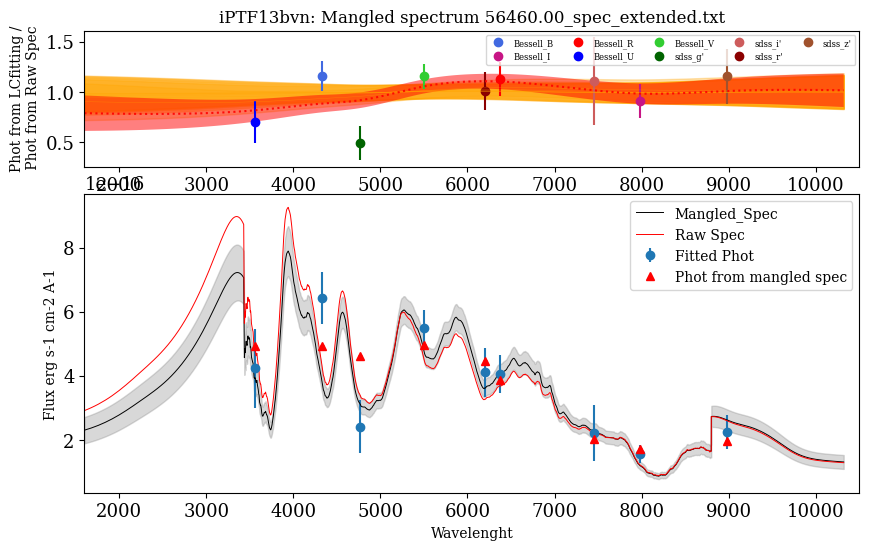 iPTF13bvn: Mangled spectrum 56460.00_spec_extended.txt
Phot from LCfitting /
Phot from Raw Spec
1.5
1.0
0.5
Bessell_B Bessell_R Bessell_V sdss_i' sdss_z'
Bessell_I Bessell_U sdss_g' sdss_r'
2000 3000 4000 5000 6000 7000 8000 9000 10000
1e−16
Flux erg s-1 cm-2 A-1
8
6
4
2
Mangled_Spec
Raw Spec
Fitted Phot
Phot from mangled spec
2000 3000 4000 5000 6000 7000 8000 9000 10000
Wavelenght